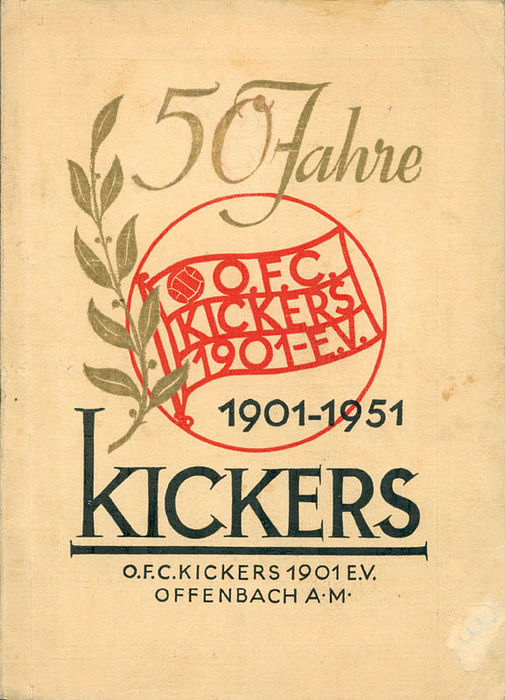 50 Jahre
O.F.C.
KICKERS
1901-E.V.
1901-1951
KICKERS
O.F.C. KICKERS 1901 E.V.
OFFENBACH A·M·